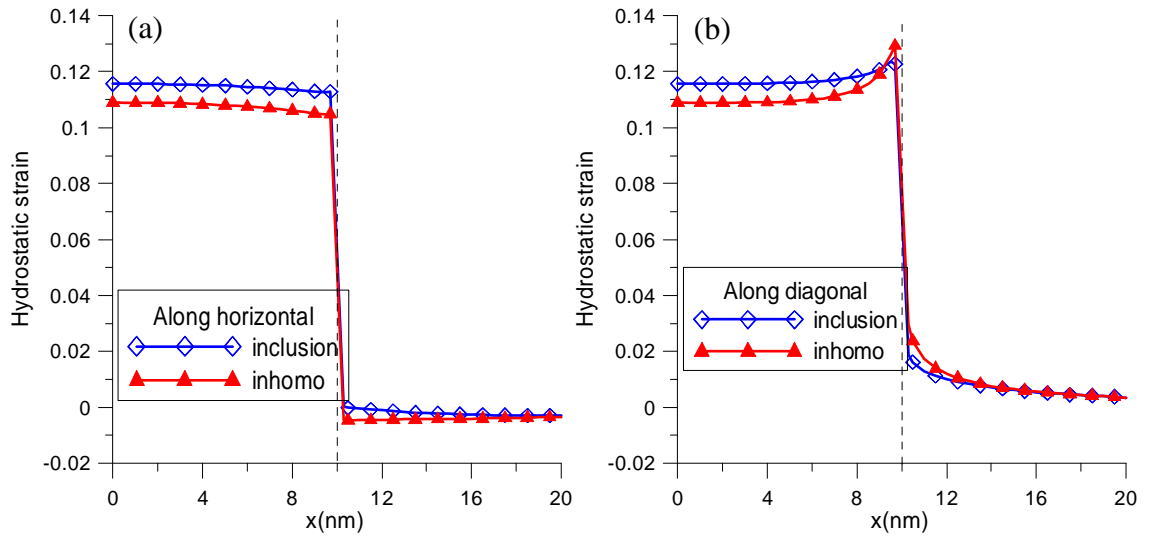 (a)
Hydrostatic strain
0.14
0.12
0.1
0.08
0.06
0.04
0.02
0
-0.02
Along horizontal
inclusion
inhomo
0 4 8 12 16 20
x(nm)
(b)
Hydrostatic strain
0.14
0.12
0.1
0.08
0.06
0.04
0.02
0
-0.02
Along diagonal
inclusion
inhomo
0 4 8 12 16 20
x(nm)